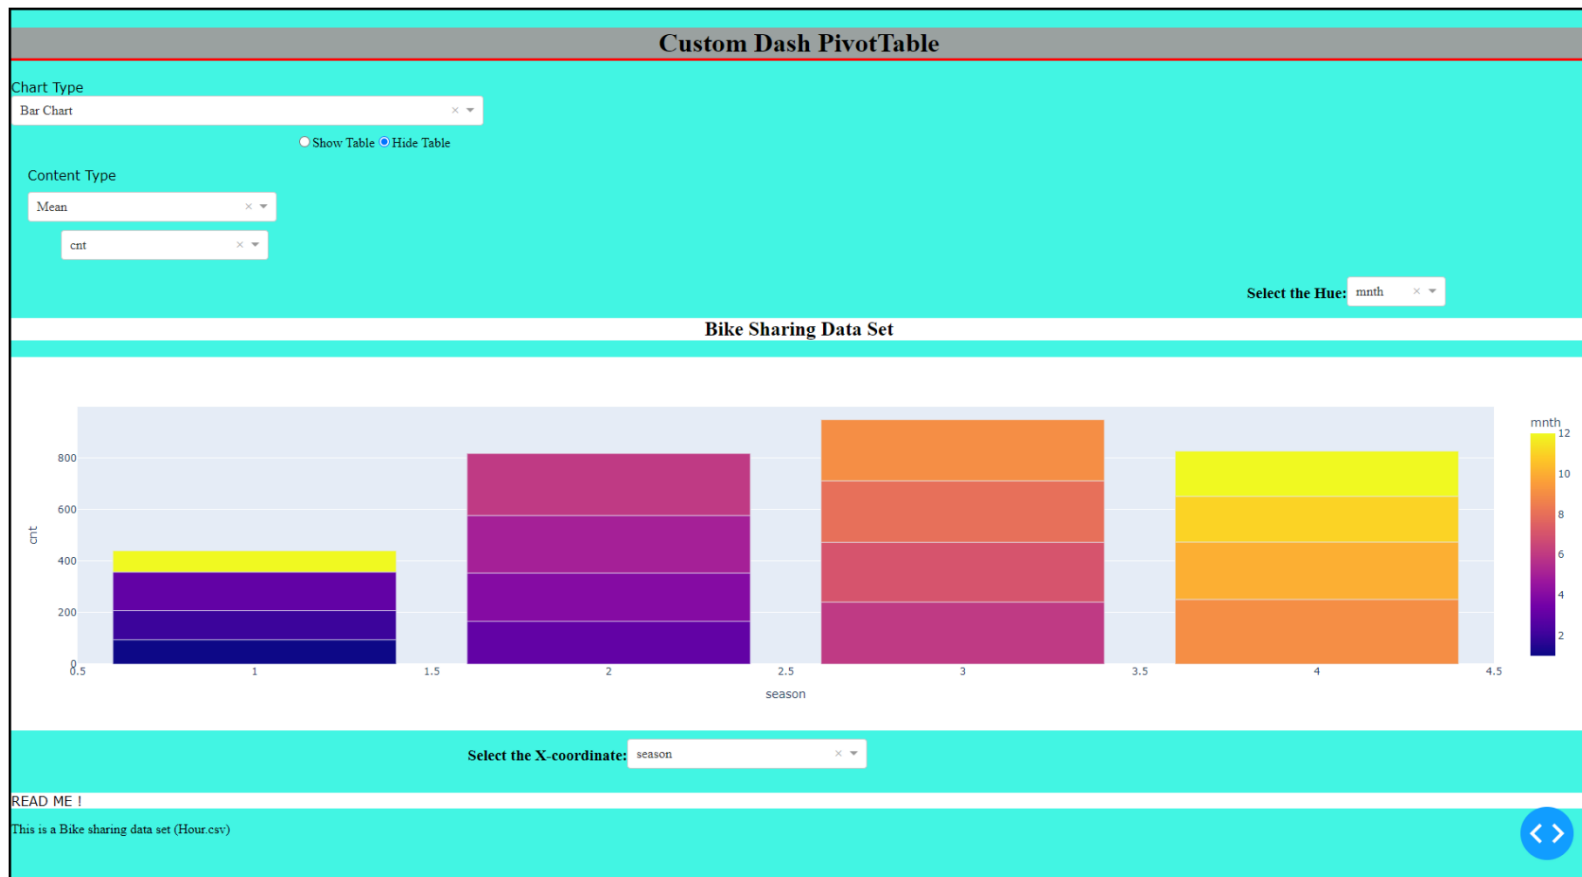 Custom Dash PivotTable
Chart Type
Bar Chart
Show Table Hide Table
Content Type
Mean
cnt
Select the Hue: mnth
Bike Sharing Data Set
mnth
12
10
8
6
4
2
cnt
800
600
400
200
0
0.5 1 1.5 2 2.5 3 3.5 4 4.5
season
Select the X-coordinate: season
READ ME !
This is a Bike sharing data set (Hour.csv)